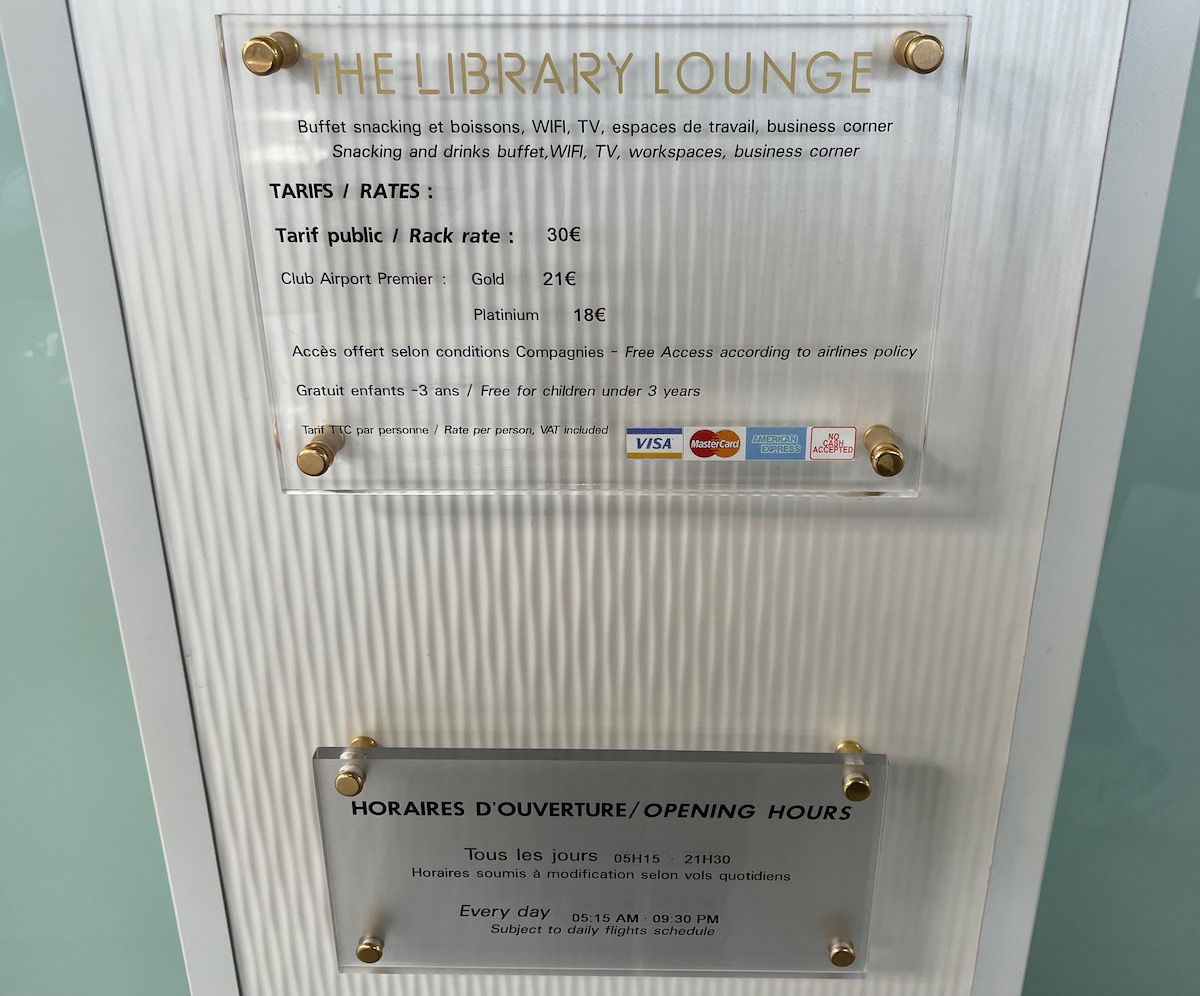 THE LIBRARY LOUNGE
Buffet snacking et boissons, WIFI, TV, espaces de travail, business corner
Snacking and drinks buffet,WIFI, TV, workspaces, business corner
TARIFS / RATES :
Tarif public / Rack rate : 30€
Club Airport Premier : Gold 21€
Platinium 18€
Accès offert selon conditions Compagnies - Free Access according to airlines policy
Gratuit enfants -3 ans / Free for children under 3 years
Tarif TTC par personne / Rate per person, VAT included
VISA MasterCard AMERICAN EXPRESS NO CASH ACCEPTED
HORAIRES D'OUVERTURE/OPENING HOURS
Tous les jours 05H15 - 21H30
Horaires soumis à modification selon vols quotidiens
Every day 05:15 AM - 09:30 PM
Subject to daily flights schedule